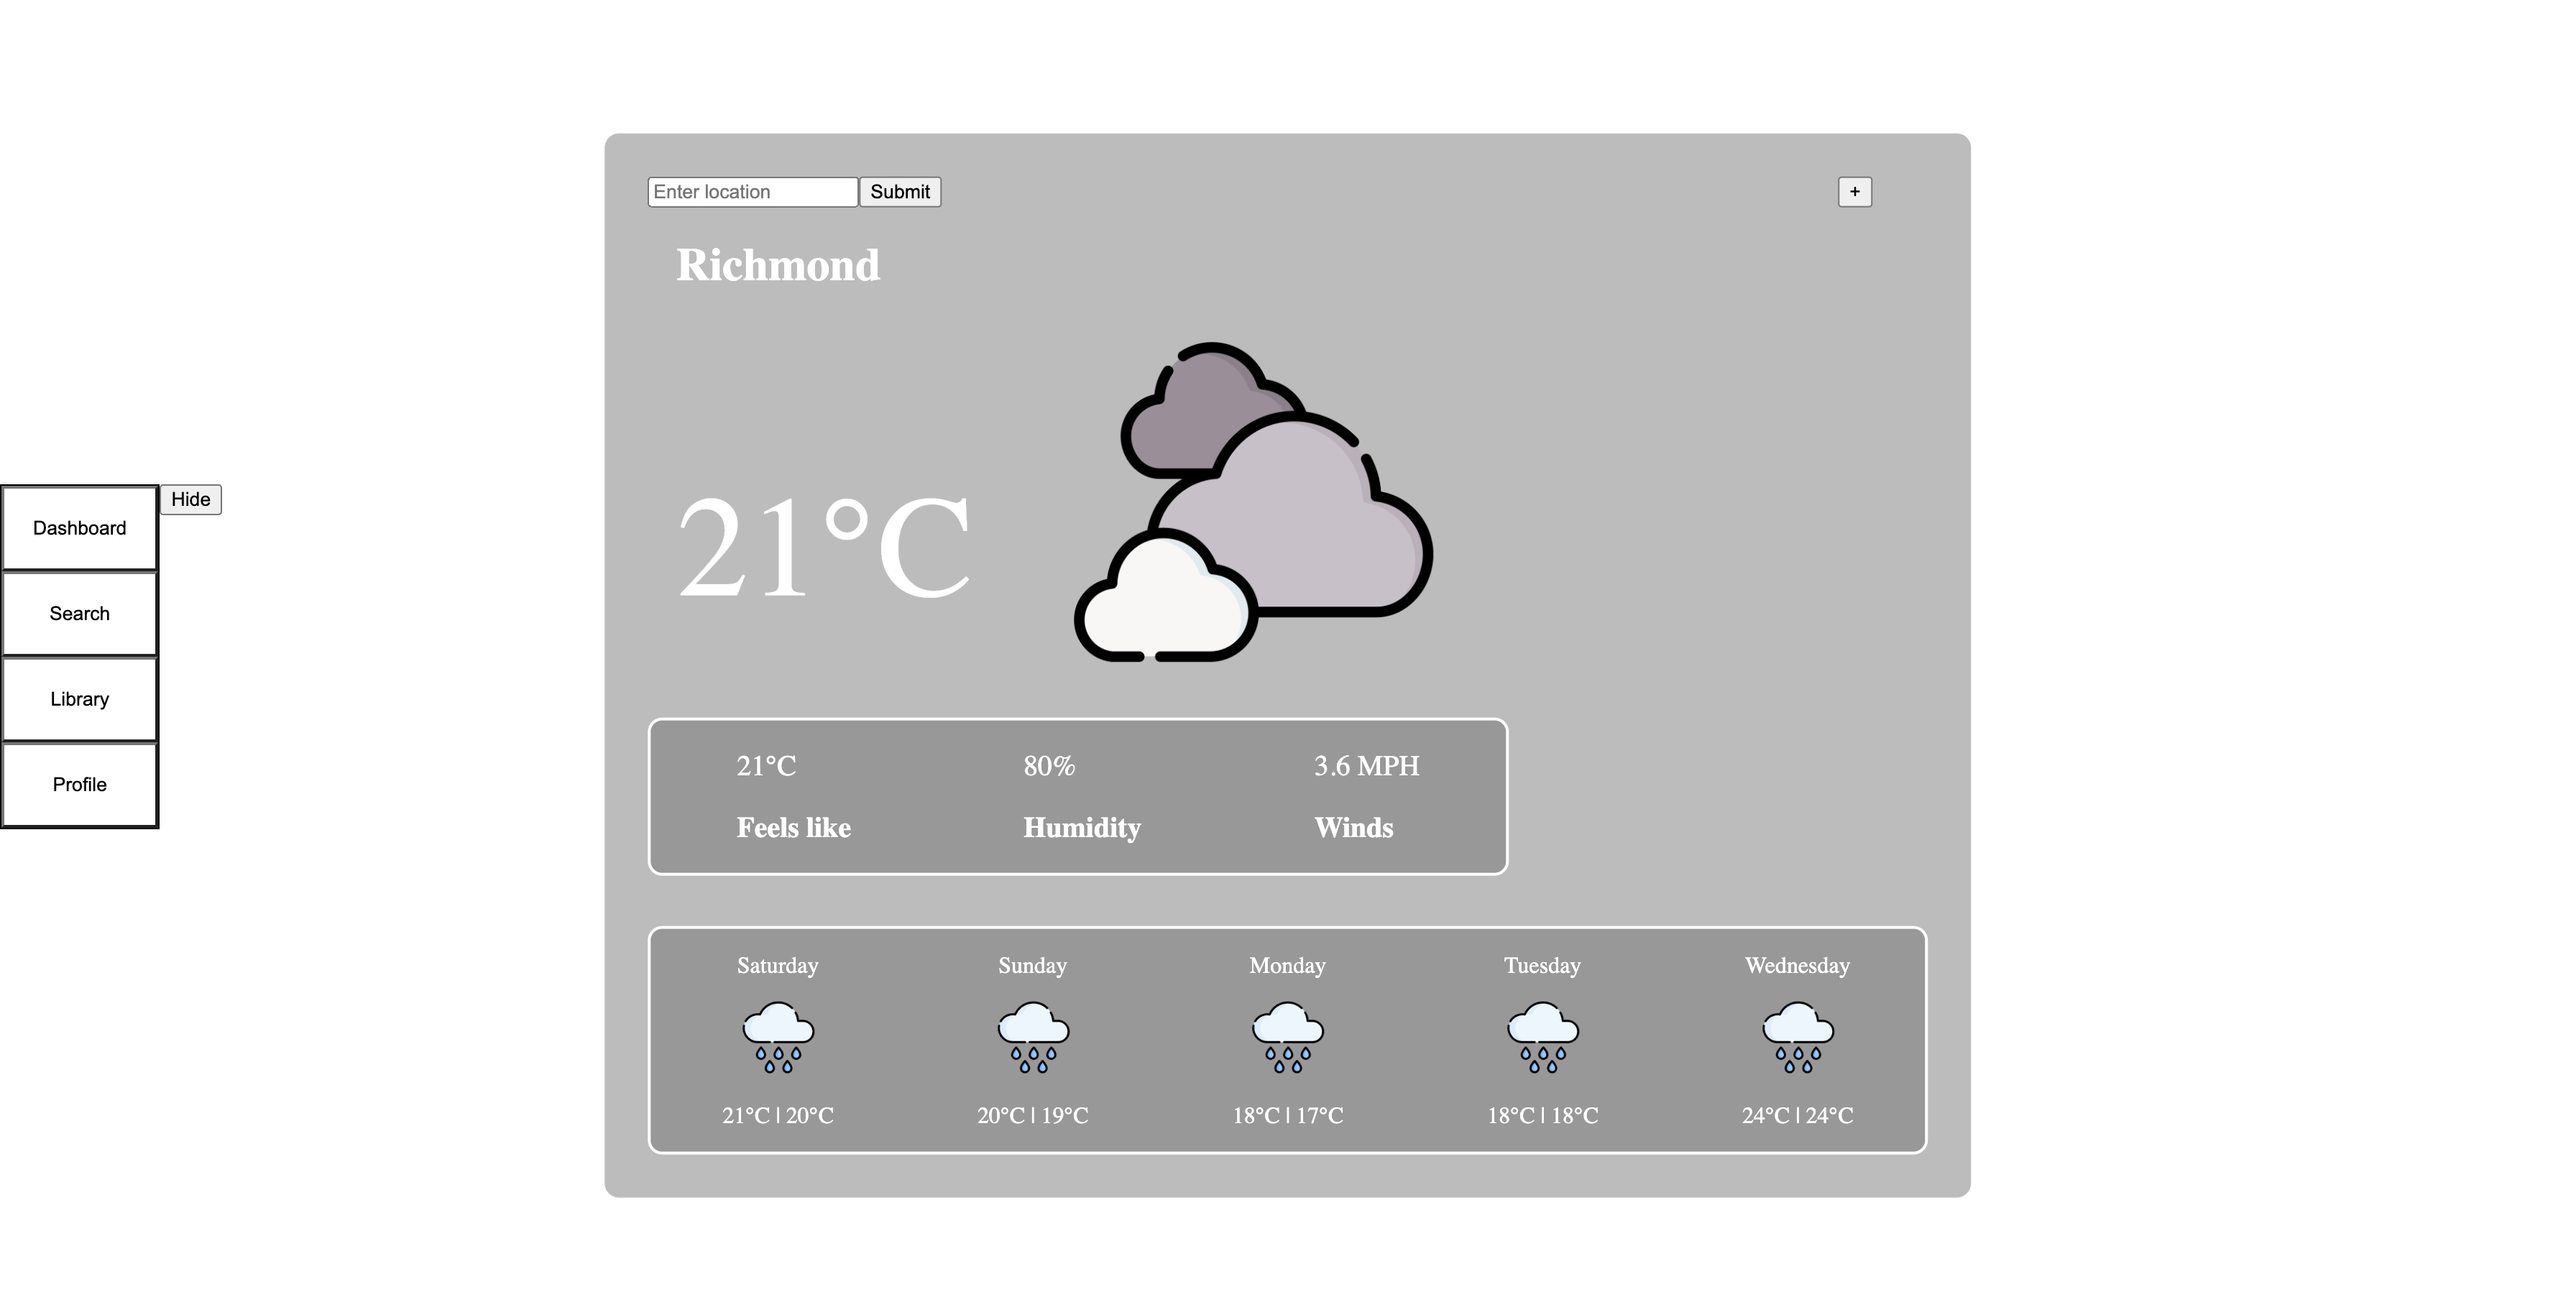 Enter location Submit +
Richmond
Dashboard Hide
Search
Library
Profile
21°C
21°C 80% 3.6 MPH
Feels like Humidity Winds
Saturday Sunday Monday Tuesday Wednesday
21°C | 20°C 20°C | 19°C 18°C | 17°C 18°C | 18°C 24°C | 24°C